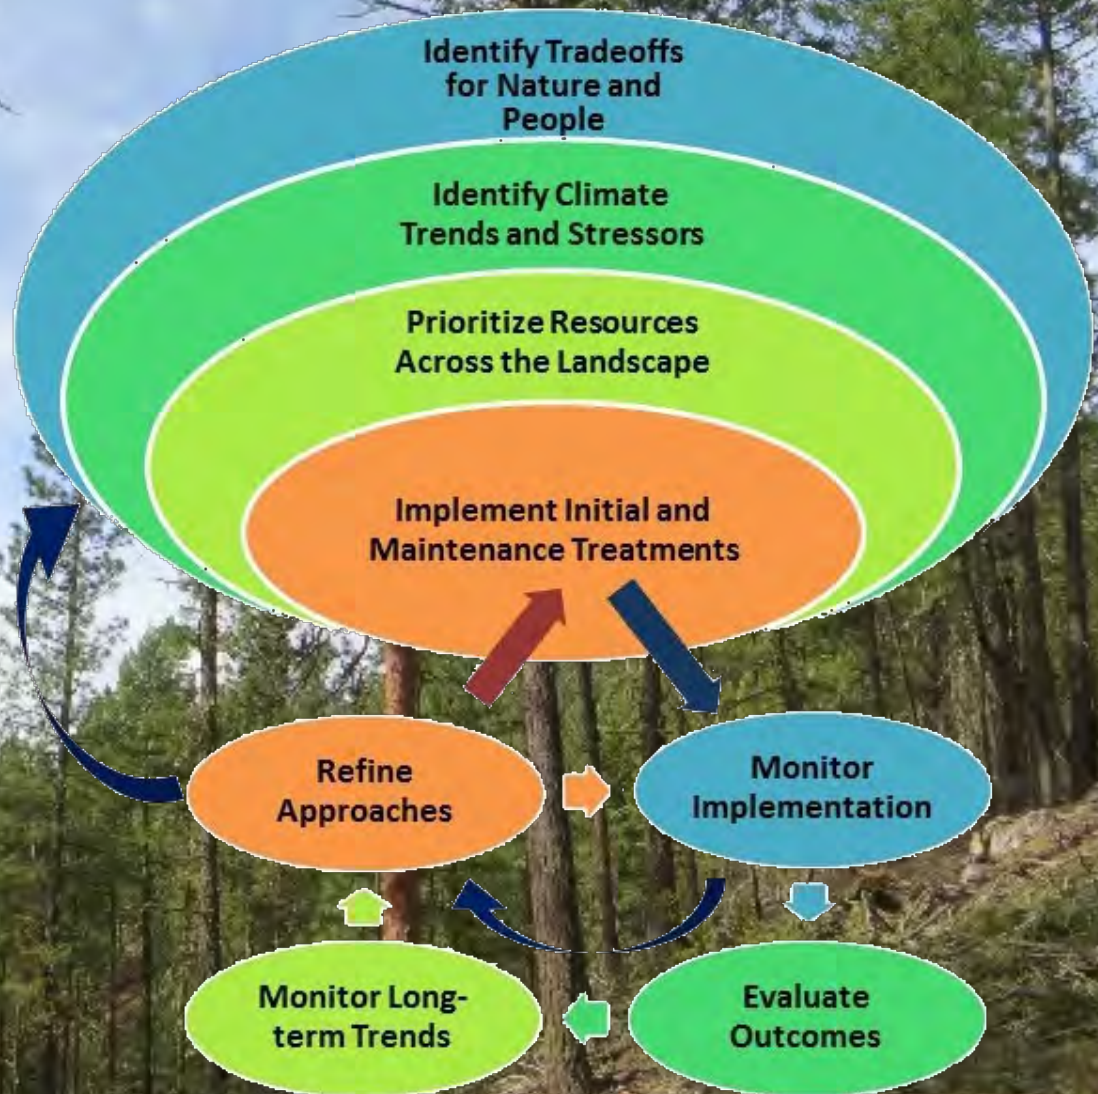 Identify Tradeoffs
for Nature and
People
Identify Climate
Trends and Stressors
Prioritize Resources
Across the Landscape
Implement Initial and
Maintenance Treatments
Refine
Approaches
Monitor
Implementation
Monitor Long-
term Trends
Evaluate
Outcomes